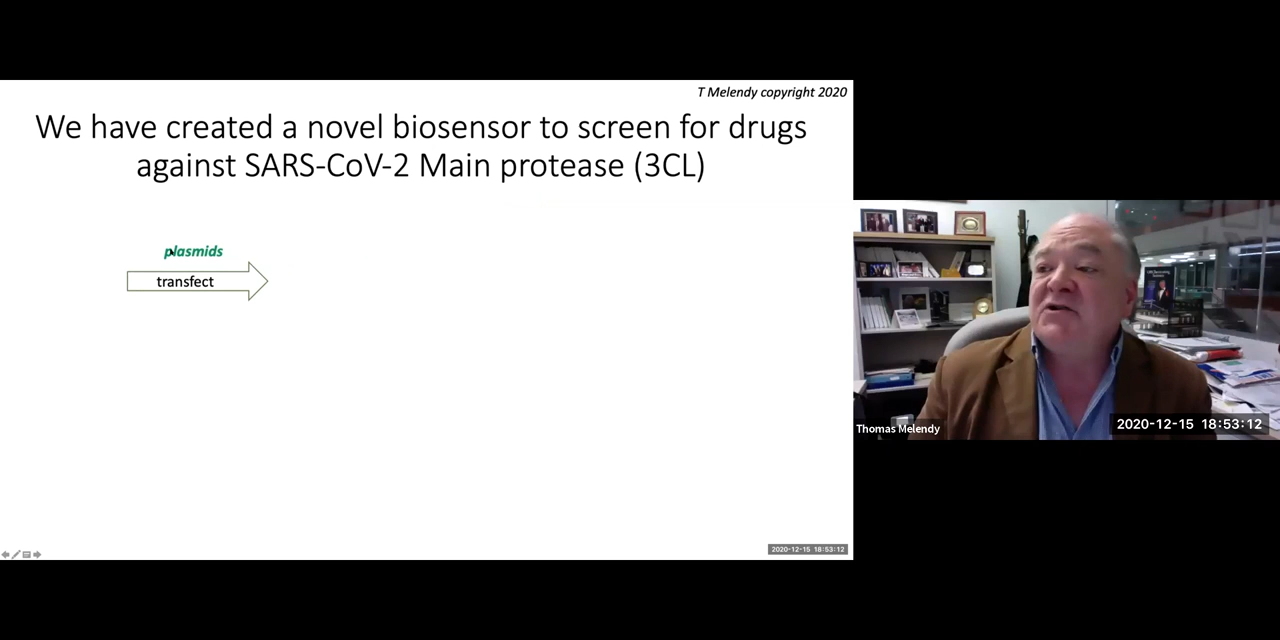 T Melendy copyright 2020
We have created a novel biosensor to screen for drugs
against SARS-CoV-2 Main protease (3CL)
plasmids
transfect
2020-12-15 18:53:12
Thomas Melendy
2020-12-15 18:53:12